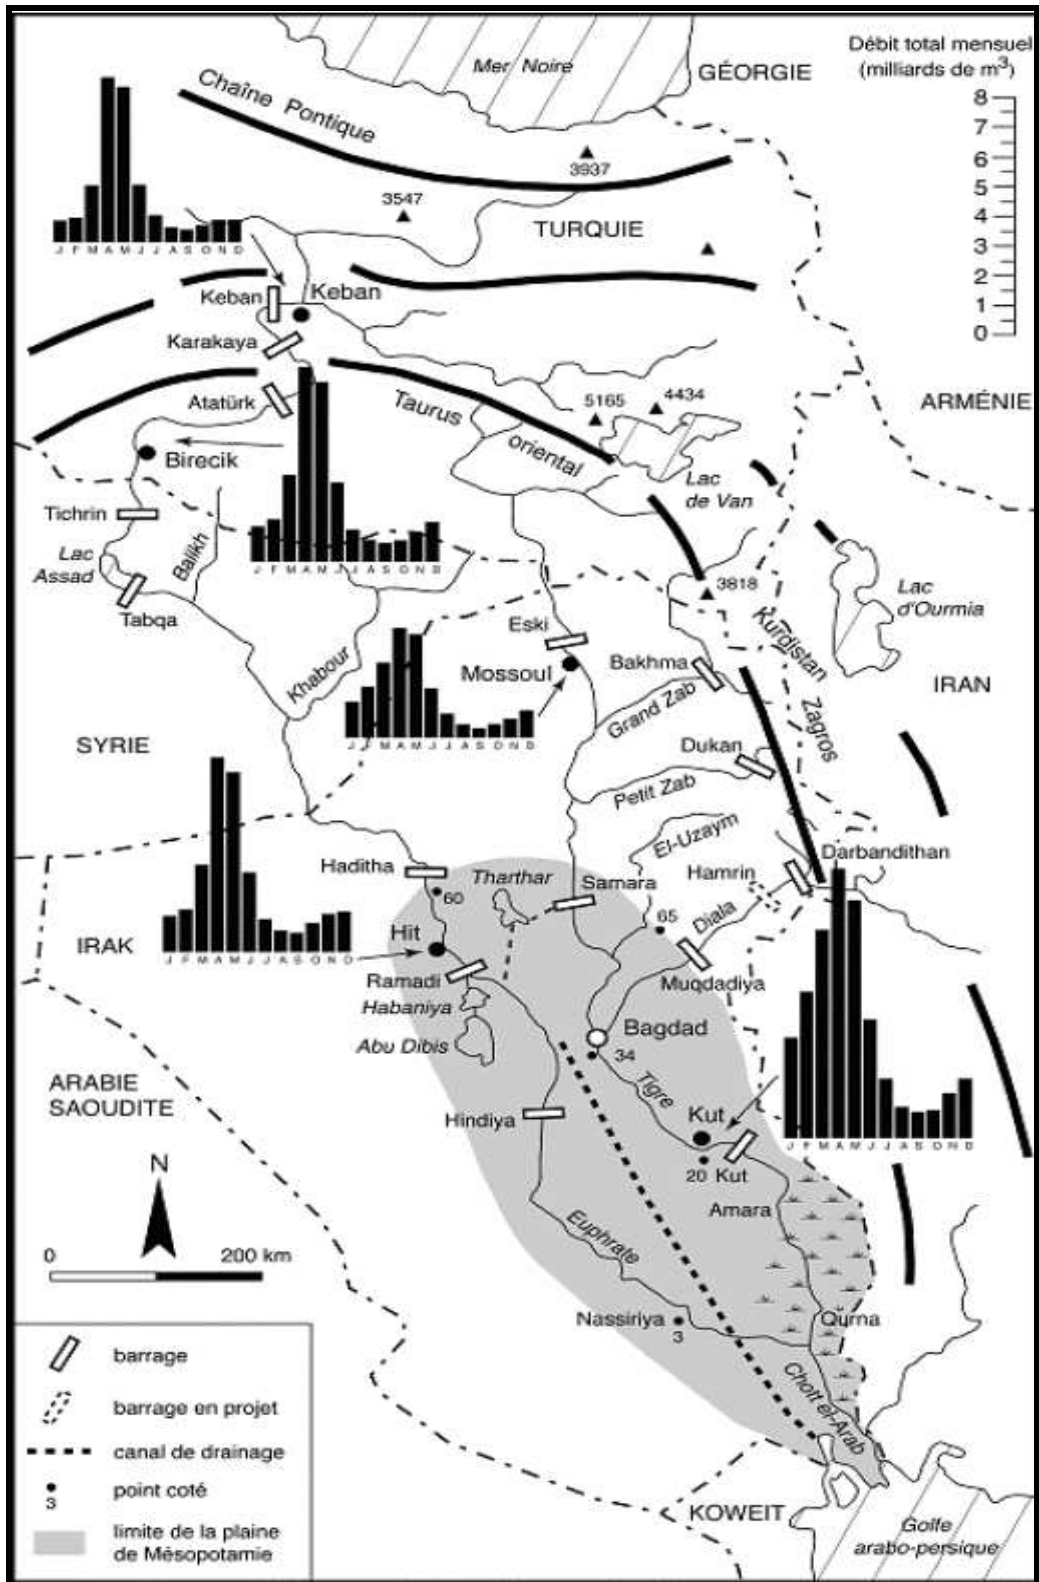 Mer Noire
GÉORGIE
Débit total mensuel
(milliards de m³)
8
7
6
5
4
3
2
1
0
Chaîne Pontique
3937
3547
TURQUIE
J F M A M J J A S O N D
Keban
Keban
Karakaya
Atatürk
Taurus
oriental
5165
4434
ARMÉNIE
Birecik
Lac
de Van
Tichrin
Balikh
J F M A M J J A S O N D
Lac
Assad
Tabqa
3818
Lac
d'Ourmia
Eski
Kurdistan
Khabour
Mossoul
Bakhma
IRAN
Grand Zab
Zagros
SYRIE
J F M A M J J A S O N D
Dukan
Petit Zab
El-Uzaym
Darbandithan
Haditha
Tharthar
Samara
Hamrin
60
65
Diala
IRAK
Hit
J F M A M J J A S O N D
Ramadi
Muqdadiya
Habaniya
Bagdad
Abu Dibis
34
ARABIE
SAOUDITE
Tigre
Hindiya
Kut
J F M A M J J A S O N D
20
Kut
N
Amara
0
200 km
Euphrate
Nassiriya
3
Qurna
Chott el-Arab
barrage
barrage en projet
canal de drainage
point coté
3
limite de la plaine
de Mésopotamie
KOWEIT
Golfe
arabo-persique